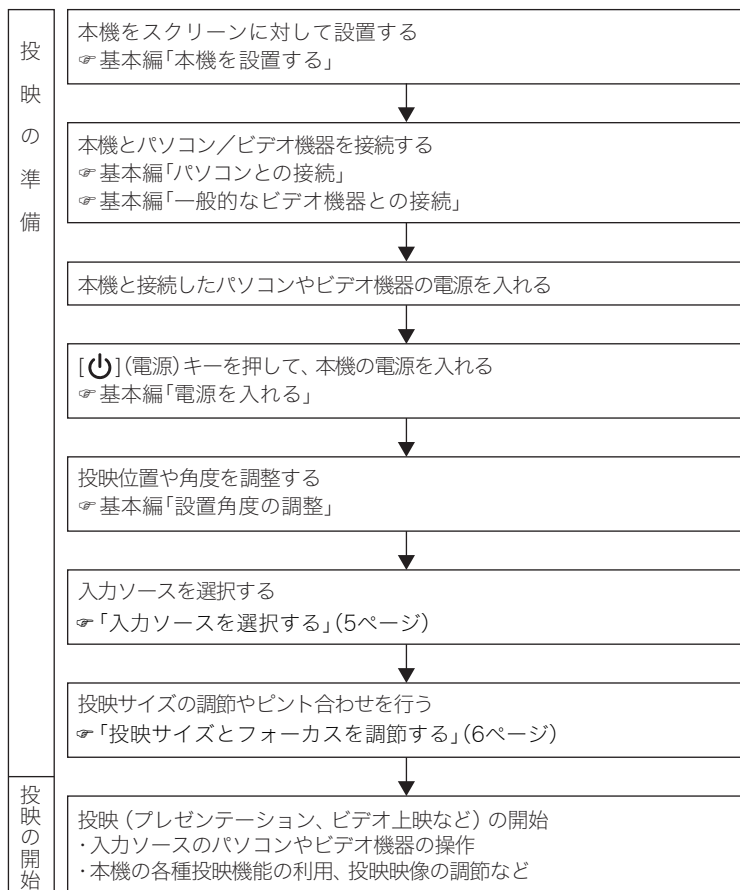 投映の準備
本機をスクリーンに対して設置する
☞基本編「本機を設置する」
本機とパソコン／ビデオ機器を接続する
☞基本編「パソコンとの接続」
☞基本編「一般的なビデオ機器との接続」
本機と接続したパソコンやビデオ機器の電源を入れる
[⏻](電源)キーを押して、本機の電源を入れる
☞基本編「電源を入れる」
投映位置や角度を調整する
☞基本編「設置角度の調整」
入力ソースを選択する
☞「入力ソースを選択する」(5ページ)
投映サイズの調節やピント合わせを行う
☞「投映サイズとフォーカスを調節する」(6ページ)
投映の開始
投映（プレゼンテーション、ビデオ上映など）の開始
・入力ソースのパソコンやビデオ機器の操作
・本機の各種投映機能の利用、投映映像の調節など